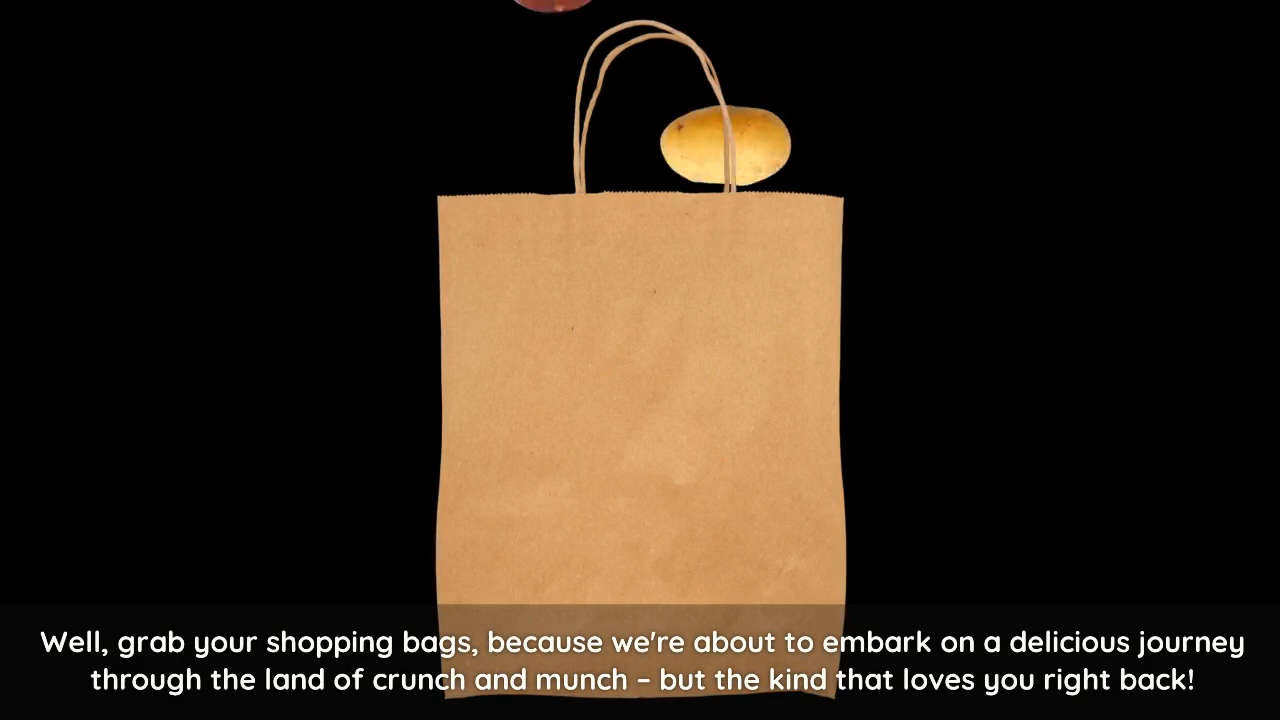 Well, grab your shopping bags, because we're about to embark on a delicious journey
through the land of crunch and munch – but the kind that loves you right back!